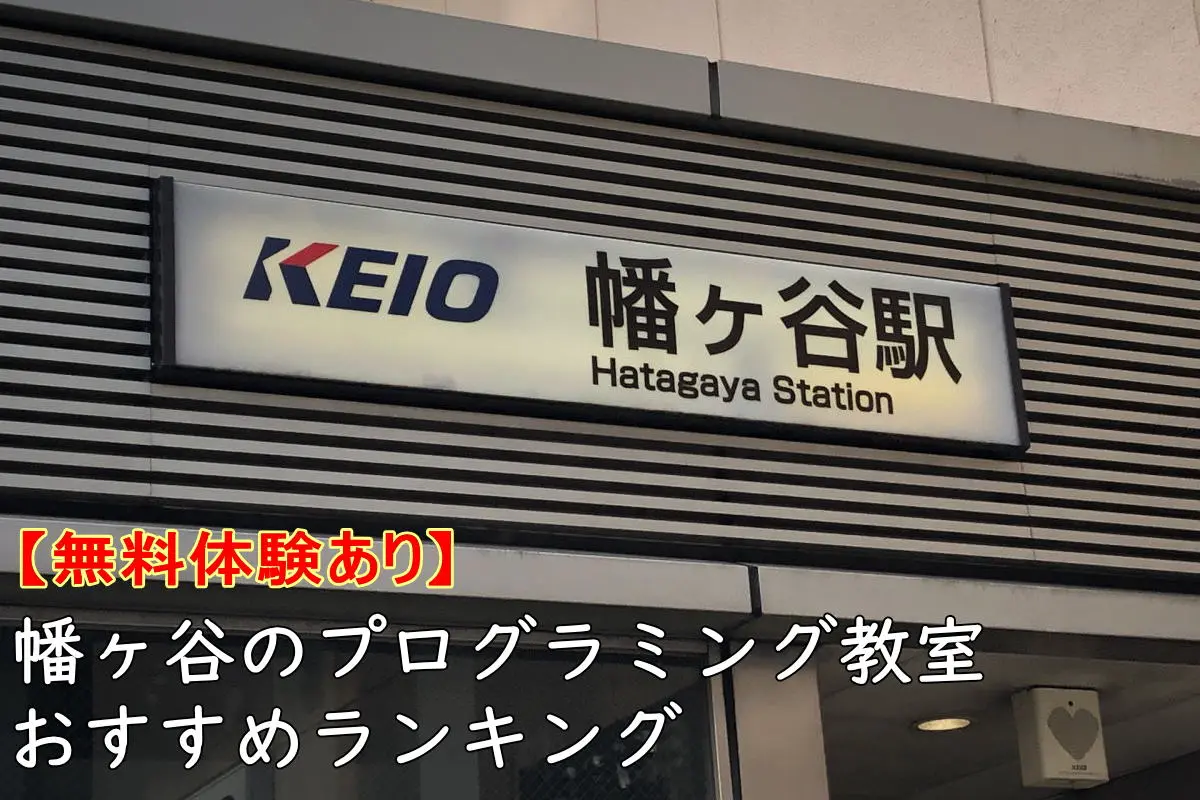 KEIO 幡ヶ谷駅
Hatagaya Station
【無料体験あり】
幡ヶ谷のプログラミング教室
おすすめランキング
KEIO